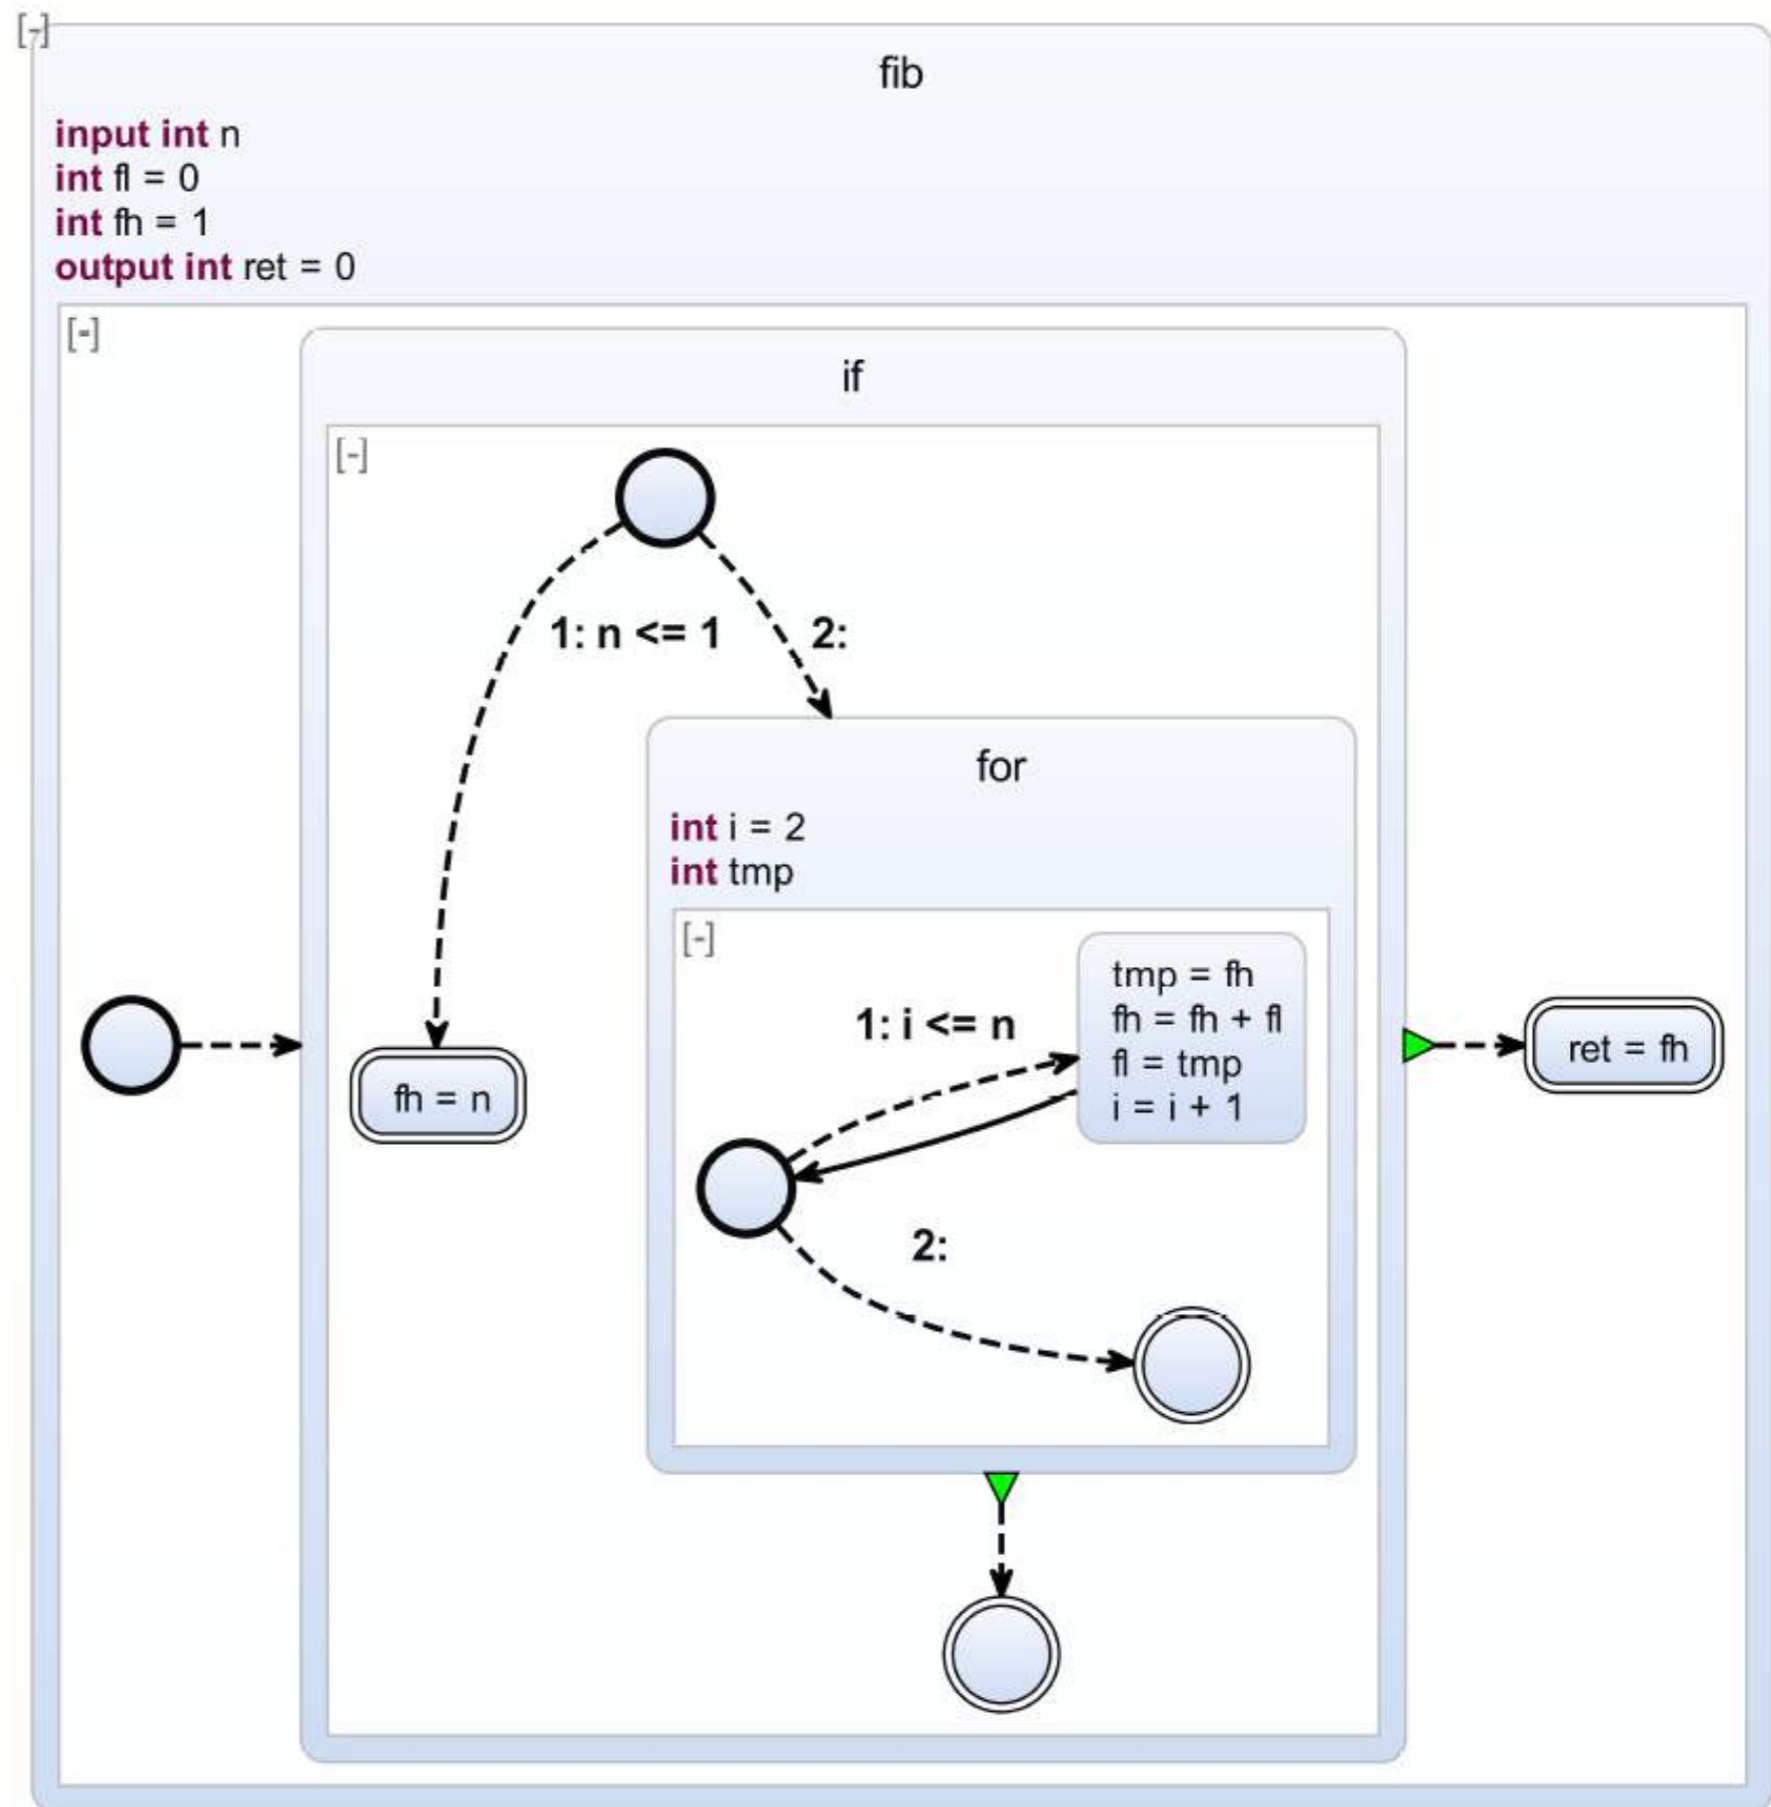 [-]
fib
input int n
int fl = 0
int fh = 1
output int ret = 0
[-]
if
[-]
1: n <= 1
2:
for
int i = 2
int tmp
[-]
1: i <= n
tmp = fh
fh = fh + fl
fl = tmp
i = i + 1
fh = n
ret = fh
2: